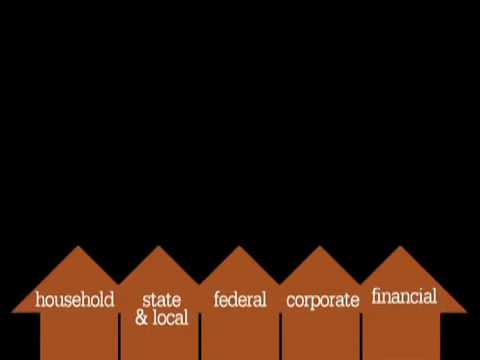 household
state
& local
federal
corporate
financial